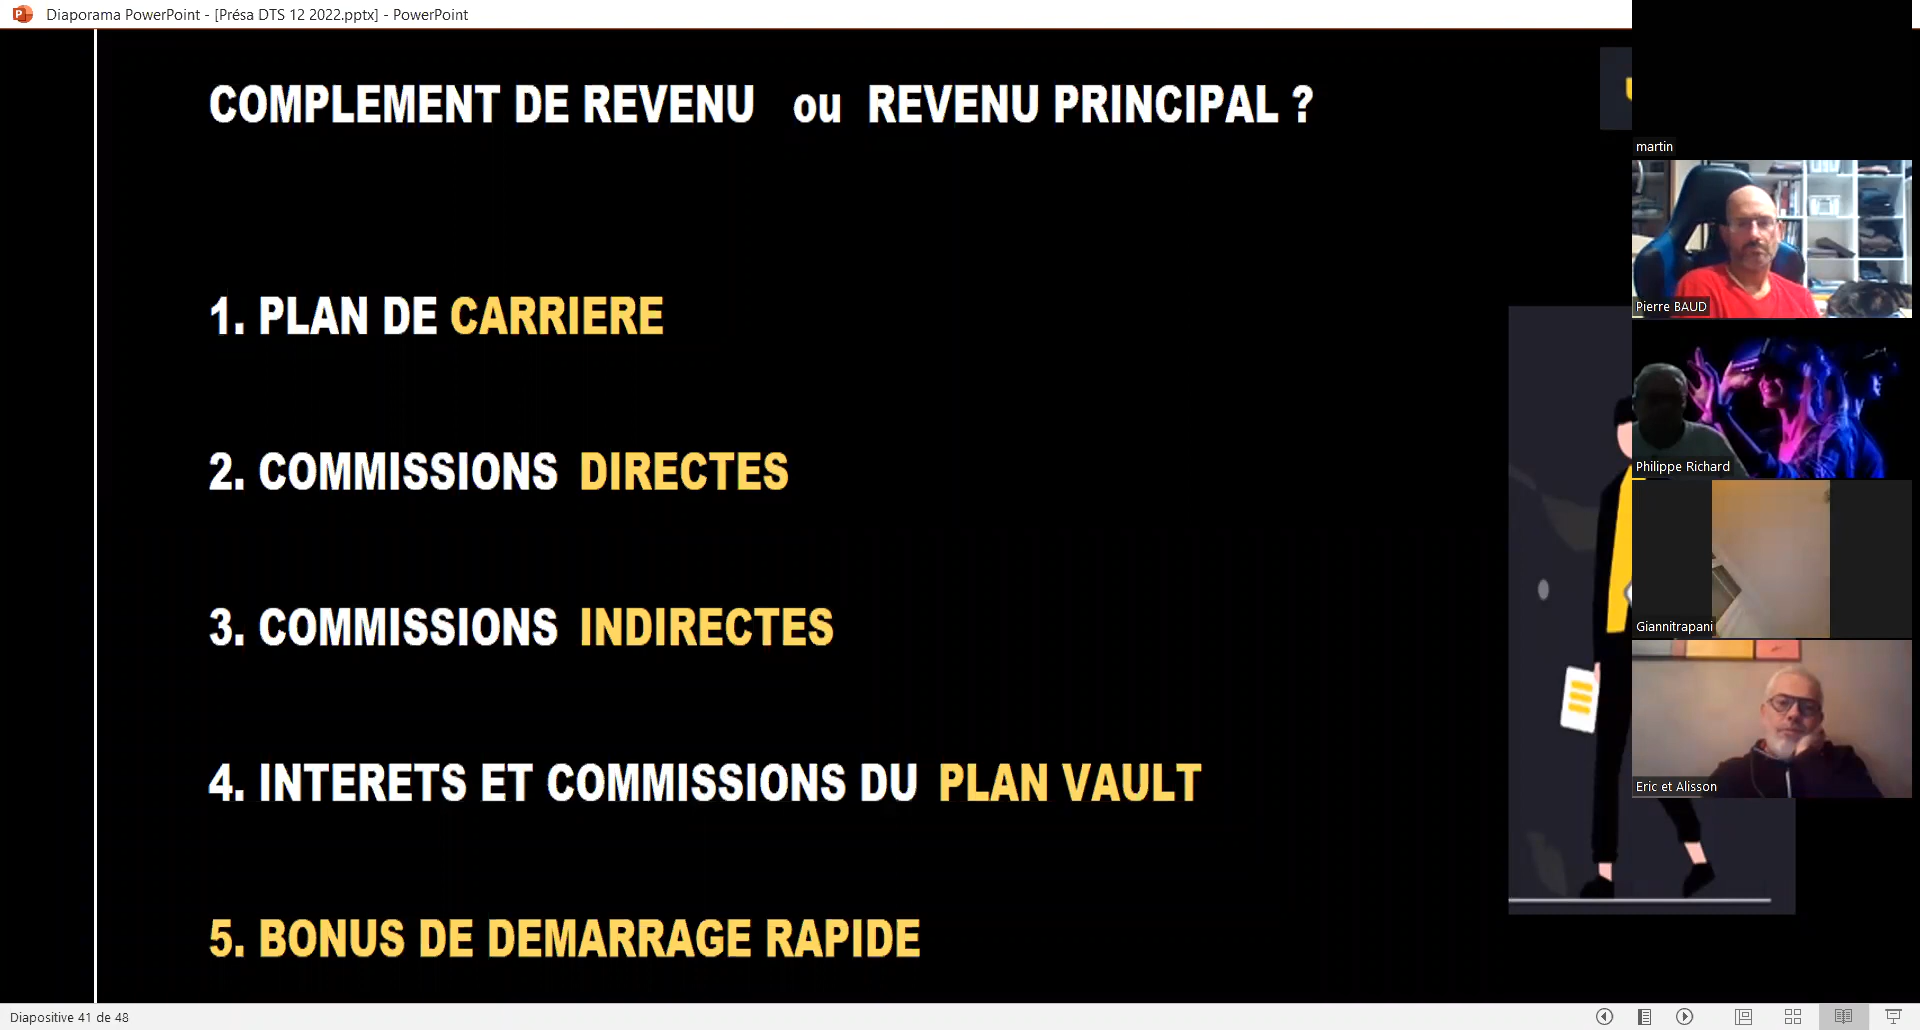 Diaporama PowerPoint - [Présa DTS 12 2022.pptx] - PowerPoint
COMPLEMENT DE REVENU ou REVENU PRINCIPAL ?
1. PLAN DE CARRIERE
2. COMMISSIONS DIRECTES
3. COMMISSIONS INDIRECTES
4. INTERETS ET COMMISSIONS DU PLAN VAULT
5. BONUS DE DEMARRAGE RAPIDE
martin
Pierre BAUD
Philippe Richard
Giannitrapani
Eric et Alisson
Diapositive 41 de 48